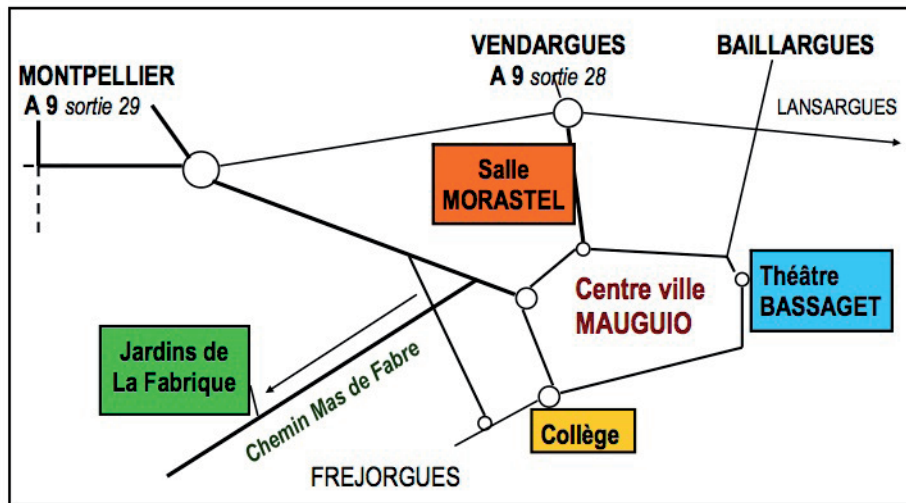 MONTPELLIER
A 9 sortie 29
VENDARGUES
A 9 sortie 28
BAILLARGUES
LANSARGUES
Salle
MORASTEL
Centre ville
MAUGUIO
Théâtre
BASSAGET
Jardins de
La Fabrique
Chemin Mas de Fabre
Collège
FREJORGUES